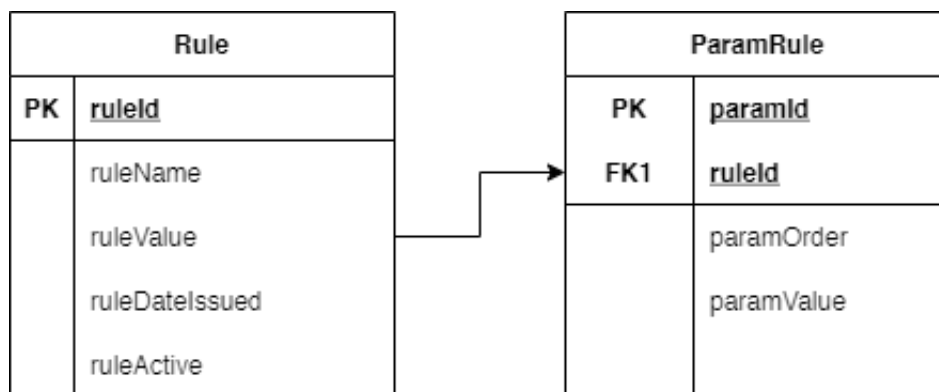 Rule
PK ruleId
ruleName
ruleValue
ruleDateIssued
ruleActive
ParamRule
PK paramId
FK1 ruleId
paramOrder
paramValue